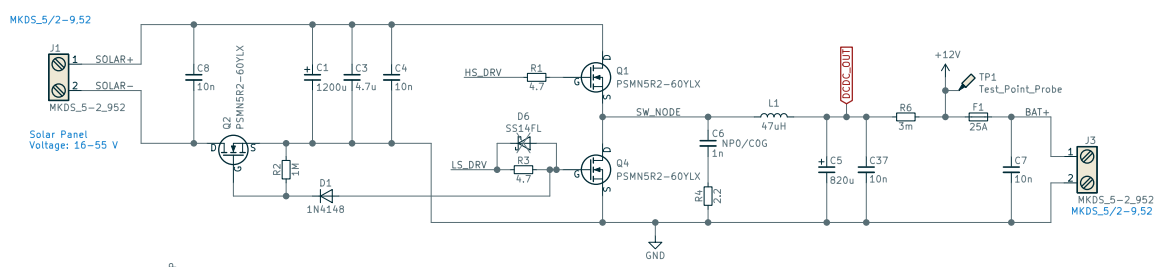 MKDS_5/2-9,52
J1
1
SOLAR+
2
SOLAR-
MKDS_5-2_952
Solar Panel
Voltage: 16-55 V
C8
10n
Q2
PSMN5R2-60YLX
D
S
G
R2
1M
D1
1N4148
+
C1
1200u
C3
4.7u
C4
10n
HS_DRV
R1
4.7
D
G
S
Q1
PSMN5R2-60YLX
D6
SS14FL
LS_DRV
R3
4.7
D
G
S
Q4
PSMN5R2-60YLX
SW_NODE
C6
NP0/C0G
1n
R4
2.2
GND
L1
47uH
DCDC_OUT
+
C5
820u
C37
10n
R6
3m
+12V
TP1
Test_Point_Probe
F1
25A
BAT+
C7
10n
J3
1
2
MKDS_5-2_952
MKDS_5/2-9,52